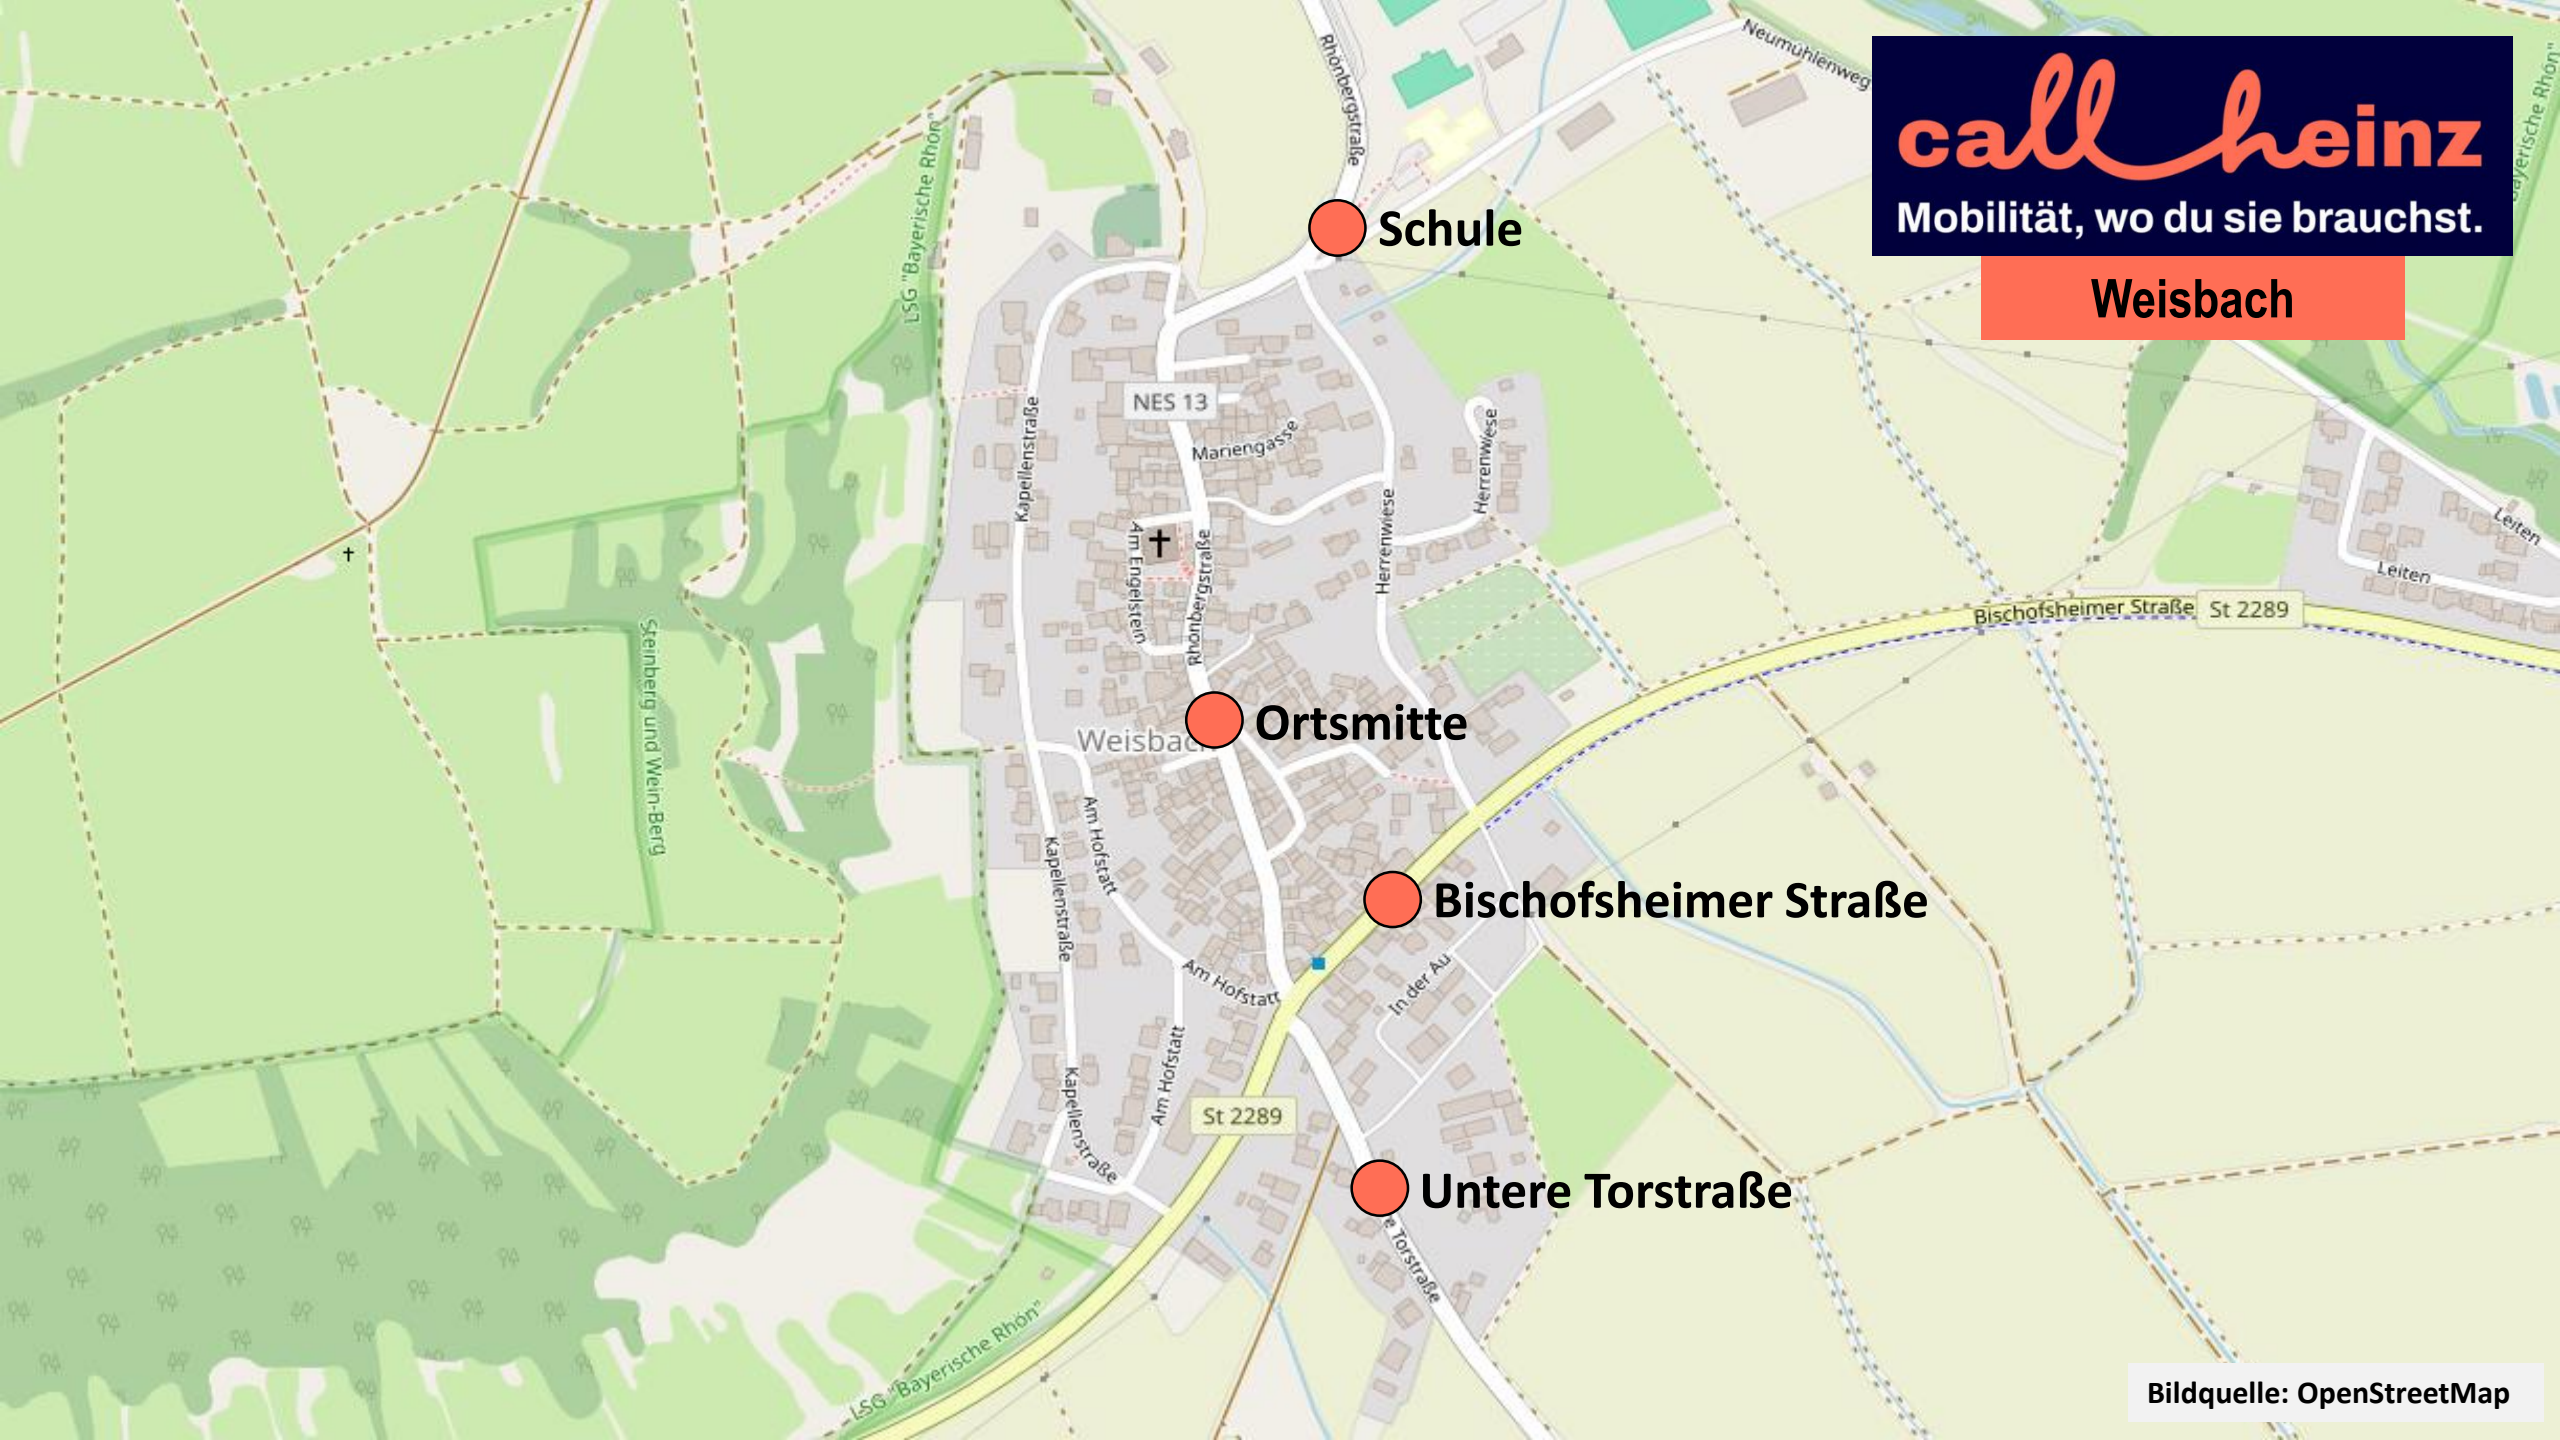 Neumühlenweg
Rhönbergstraße
call heinz
Mobilität, wo du sie brauchst.
Weisbach
LSG "Bayerische Rhön"
Bayerische Rhön"
Schule
NES 13
Mariengasse
Kapellenstraße
Herrenwiese
Herrenwiese
Am Engelstein
Rhönbergstraße
Leiten
Leiten
Bischofsheimer Straße
St 2289
Steinberg und Wein-Berg
Ortsmitte
Weisbach
Am Hofstatt
Kapellenstraße
Bischofsheimer Straße
Am Hofstatt
In der Au
Am Hofstatt
Kapellenstraße
St 2289
Untere Torstraße
e Torstraße
LSG "Bayerische Rhön"
Bildquelle: OpenStreetMap